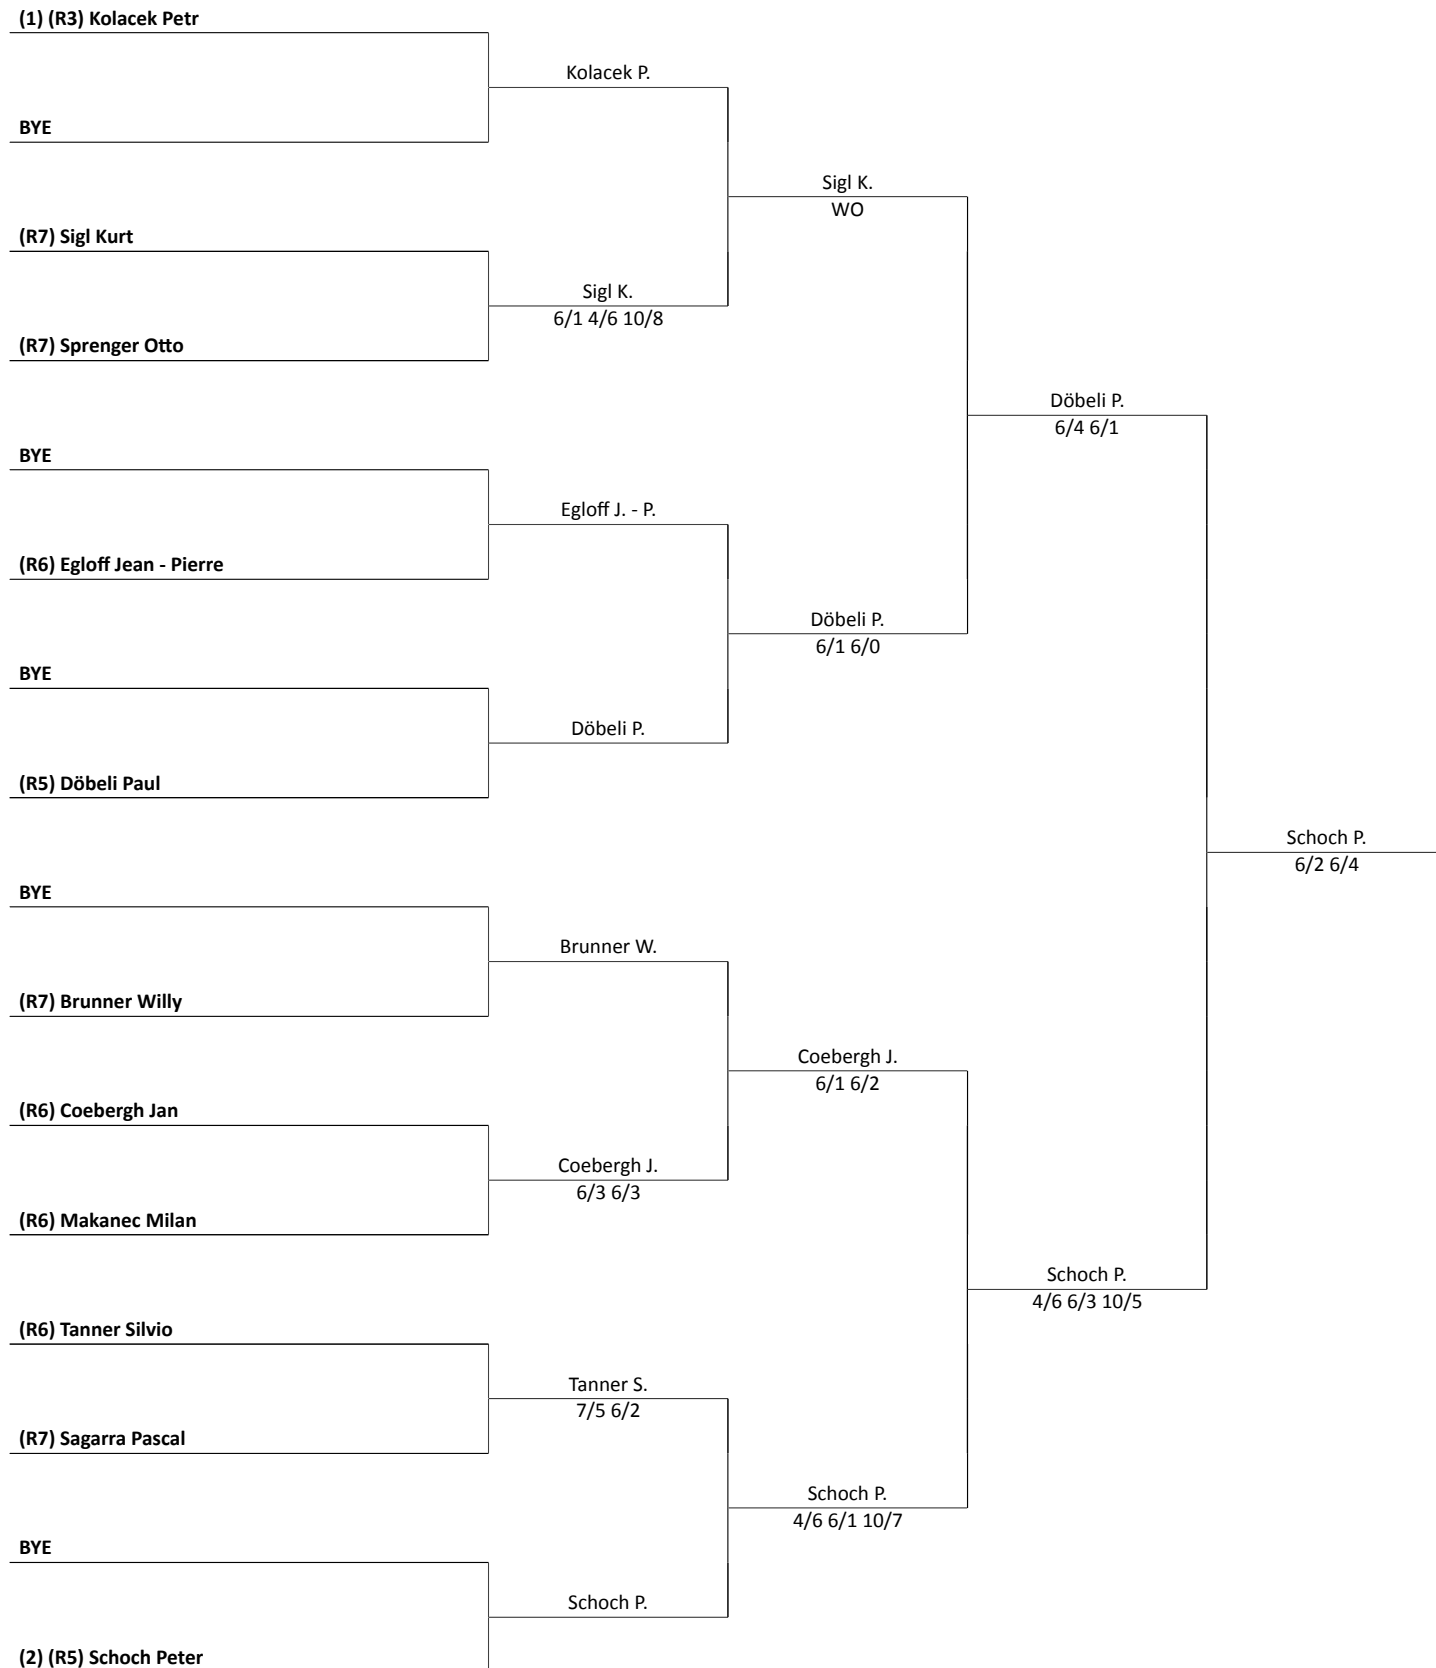 (1) (R3) Kolacek Petr
Kolacek P.
BYE
Sigl K.
WO
(R7) Sigl Kurt
Sigl K.
6/1 4/6 10/8
(R7) Sprenger Otto
Döbeli P.
6/4 6/1
BYE
Egloff J. - P.
(R6) Egloff Jean - Pierre
Döbeli P.
6/1 6/0
BYE
Döbeli P.
(R5) Döbeli Paul
Schoch P.
6/2 6/4
BYE
Brunner W.
(R7) Brunner Willy
Coebergh J.
6/1 6/2
(R6) Coebergh Jan
Coebergh J.
6/3 6/3
(R6) Makanec Milan
Schoch P.
4/6 6/3 10/5
(R6) Tanner Silvio
Tanner S.
7/5 6/2
(R7) Sagarra Pascal
Schoch P.
4/6 6/1 10/7
BYE
Schoch P.
(2) (R5) Schoch Peter